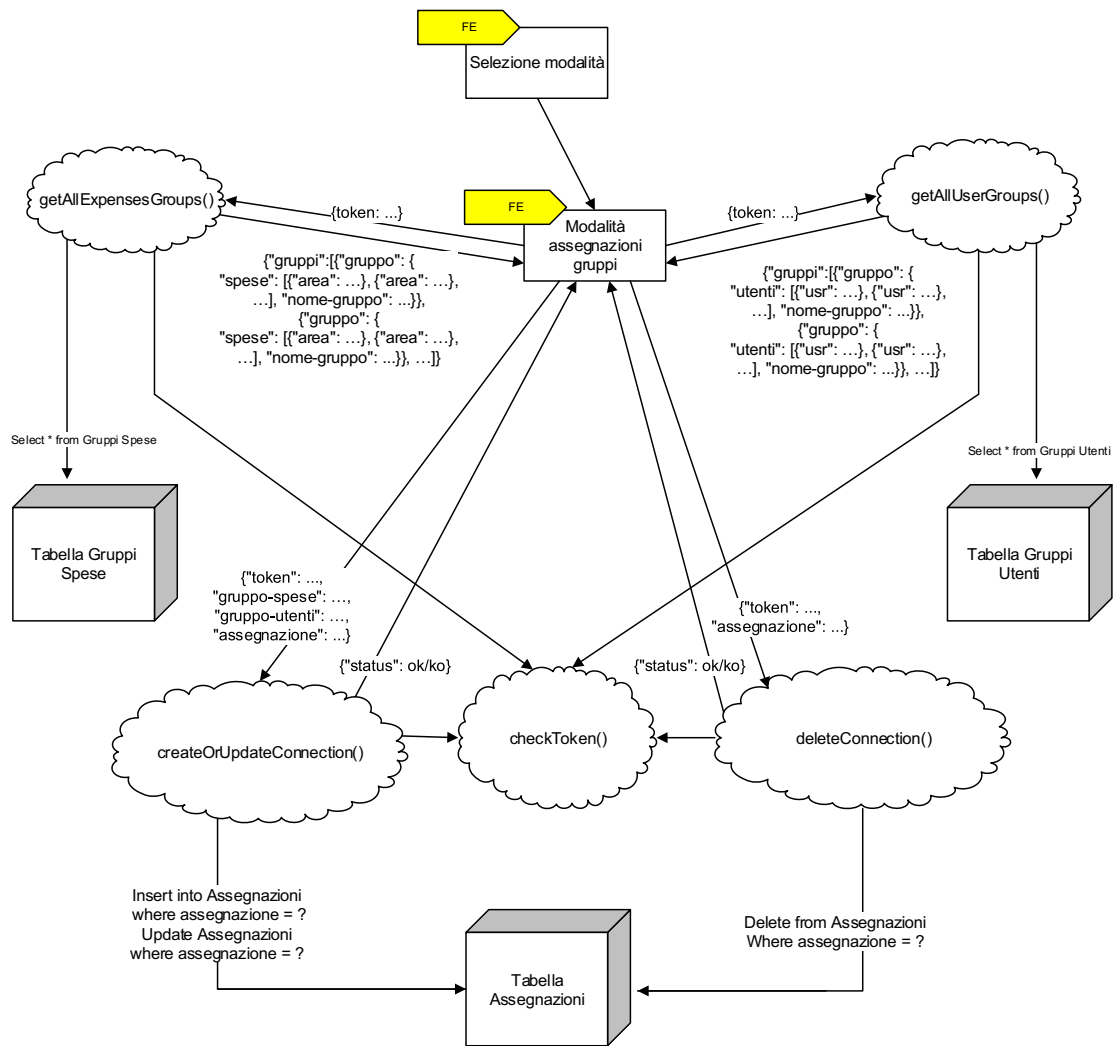 FE
Selezione modalità
getAllExpensesGroups()
{token: ...}
FE
Modalità
assegnazioni
gruppi
{token: ...}
getAllUserGroups()
{"gruppi":[{"gruppo": {
"spese": [{"area": …}, {"area": …},
…], "nome-gruppo": ...}},
{"gruppo": {
"spese": [{"area": …}, {"area": …},
…], "nome-gruppo": ...}}, …]}
{"gruppi":[{"gruppo": {
"utenti": [{"usr": …}, {"usr": …},
…], "nome-gruppo": ...}},
{"gruppo": {
"utenti": [{"usr": …}, {"usr": …},
…], "nome-gruppo": ...}}, …]}
Select * from Gruppi Spese
Select * from Gruppi Utenti
Tabella Gruppi
Spese
Tabella Gruppi
Utenti
{"token": ...,
"gruppo-spese": …,
"gruppo-utenti": …,
"assegnazione": ...}
{"token": ...,
"assegnazione": ...}
{"status": ok/ko}
{"status": ok/ko}
createOrUpdateConnection()
checkToken()
deleteConnection()
Insert into Assegnazioni
where assegnazione = ?
Update Assegnazioni
where assegnazione = ?
Delete from Assegnazioni
Where assegnazione = ?
Tabella
Assegnazioni